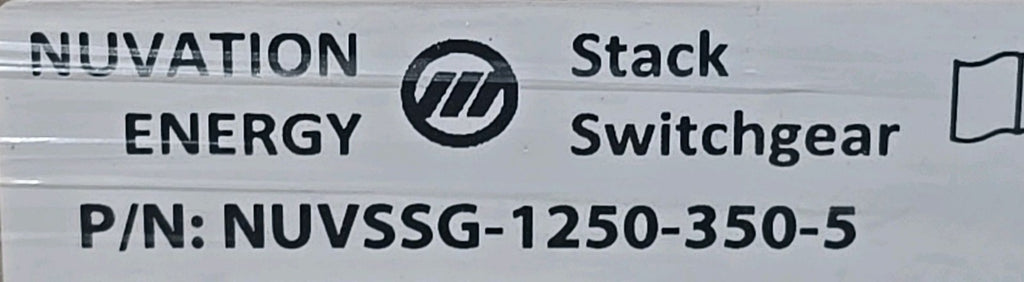 NUVATION
ENERGY
Stack
Switchgear
P/N: NUVSSG-1250-350-5